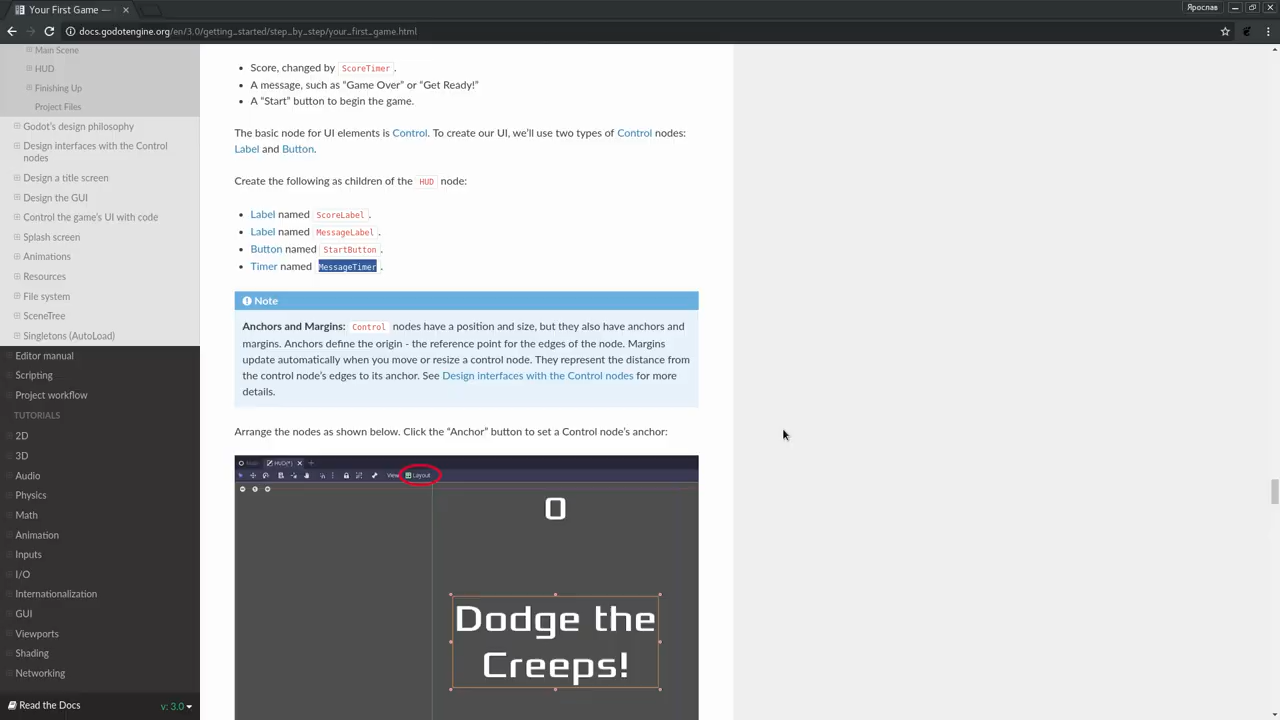 Your First Game —
Ярослав
docs.godotengine.org/en/3.0/getting_started/step_by_step/your_first_game.html
Main Scene
HUD
Finishing Up
Project Files
Godot's design philosophy
Design interfaces with the Control
nodes
Design a title screen
Design the GUI
Control the game's UI with code
Splash screen
Animations
Resources
File system
SceneTree
Singletons (AutoLoad)
Editor manual
Scripting
Project workflow
TUTORIALS
2D
3D
Audio
Physics
Math
Animation
Inputs
I/O
Internationalization
GUI
Viewports
Shading
Networking
Read the Docs
v: 3.0
Score, changed by ScoreTimer.
A message, such as “Game Over” or “Get Ready!”
A “Start” button to begin the game.
The basic node for UI elements is Control. To create our UI, we'll use two types of Control nodes:
Label and Button.
Create the following as children of the HUD node:
Label named ScoreLabel.
Label named MessageLabel.
Button named StartButton.
Timer named MessageTimer.
Note
Anchors and Margins: Control nodes have a position and size, but they also have anchors and
margins. Anchors define the origin - the reference point for the edges of the node. Margins
update automatically when you move or resize a control node. They represent the distance from
the control node's edges to its anchor. See Design interfaces with the Control nodes for more
details.
Arrange the nodes as shown below. Click the “Anchor” button to set a Control node's anchor:
Main
HUD(*)
View
Layout
0
Dodge the
Creeps!